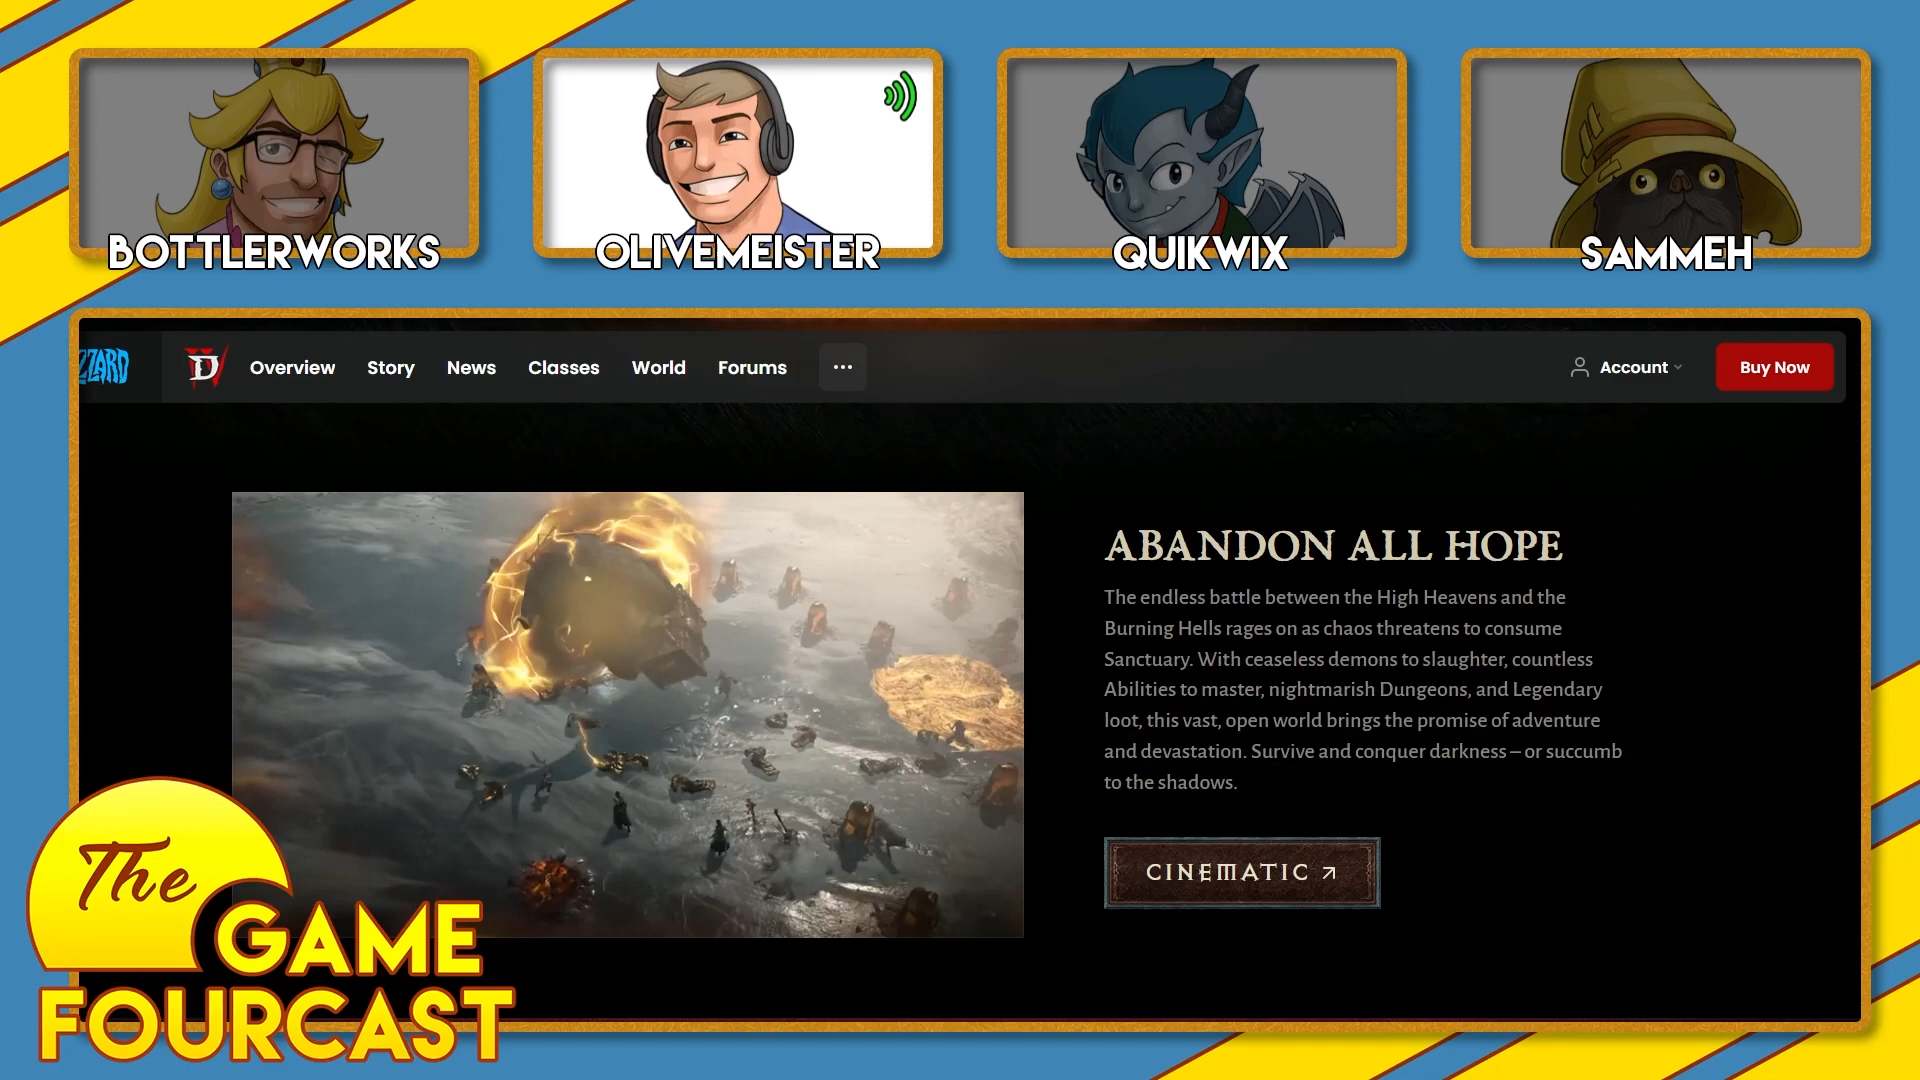 BOTTLERWORKS
OLIVEMEISTER
QUIKWIX
SAMMEH
ZZARD
D
Overview
Story
News
Classes
World
Forums
...
Account
Buy Now
ABANDON ALL HOPE
The endless battle between the High Heavens and the
Burning Hells rages on as chaos threatens to consume
Sanctuary. With ceaseless demons to slaughter, countless
Abilities to master, nightmarish Dungeons, and Legendary
loot, this vast, open world brings the promise of adventure
and devastation. Survive and conquer darkness – or succumb
to the shadows.
CINEMATIC
The
GAME
FOURCAST